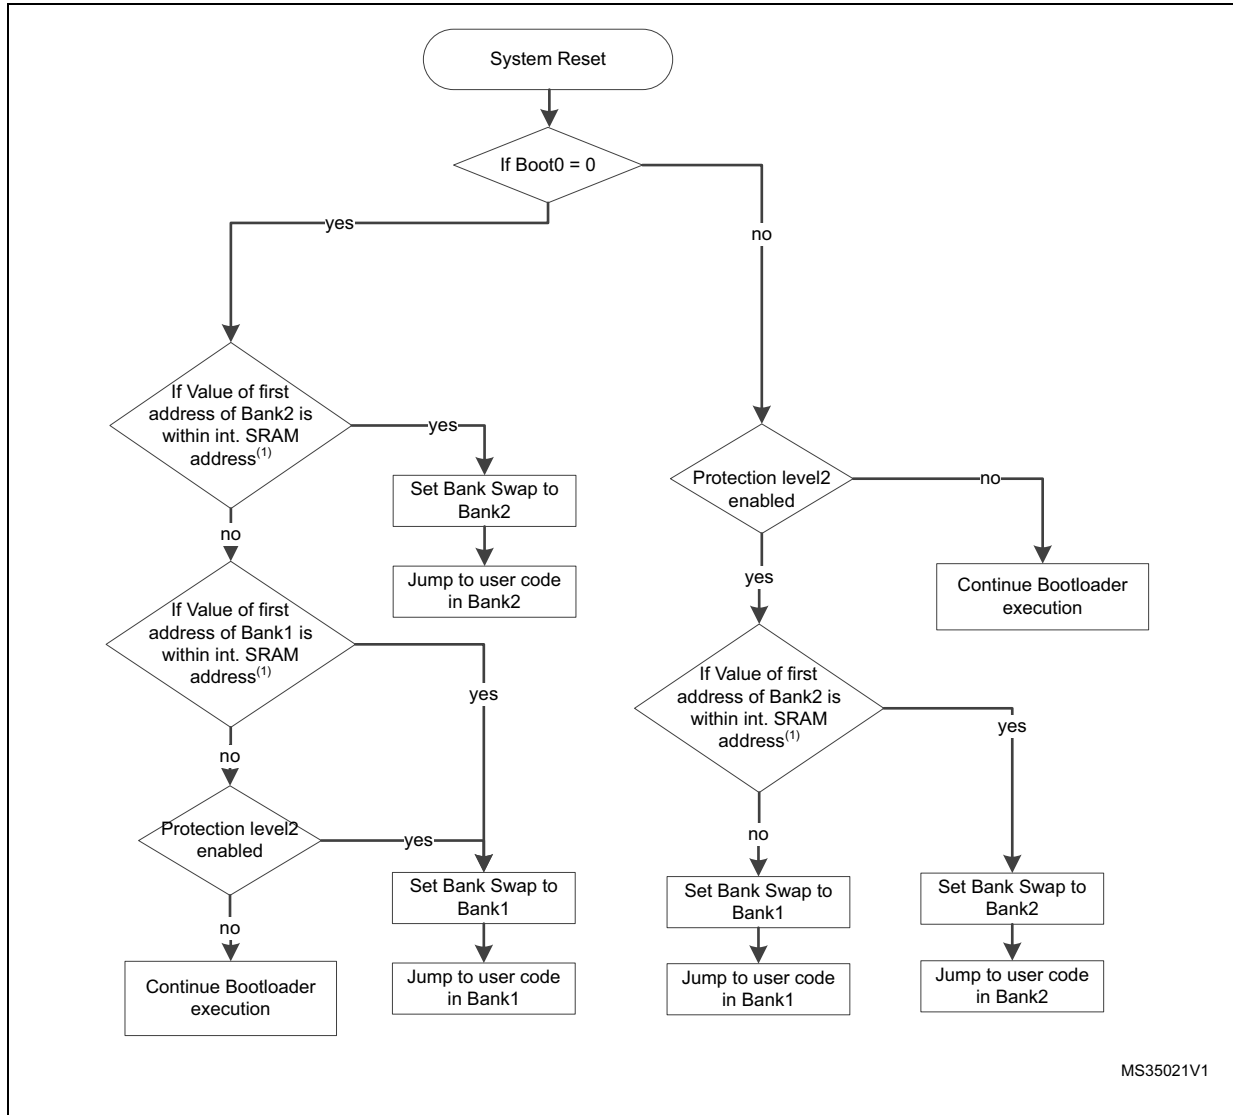 System Reset
If Boot0 = 0
yes
no
If Value of first
address of Bank2 is
within int. SRAM
address(1)
yes
Set Bank Swap to
Bank2
Jump to user code
in Bank2
no
If Value of first
address of Bank1 is
within int. SRAM
address(1)
yes
no
Protection level2
enabled
yes
no
Continue Bootloader
execution
Set Bank Swap to
Bank1
Jump to user code
in Bank1
Protection level2
enabled
no
Continue Bootloader
execution
yes
If Value of first
address of Bank2 is
within int. SRAM
address(1)
yes
no
Set Bank Swap to
Bank1
Jump to user code
in Bank1
Set Bank Swap to
Bank2
Jump to user code
in Bank2
MS35021V1